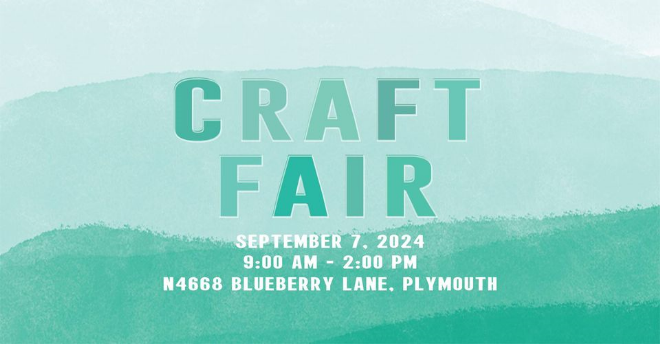 CRAFT
FAIR
SEPTEMBER 7, 2024
9:00 AM - 2:00 PM
N4668 BLUEBERRY LANE, PLYMOUTH